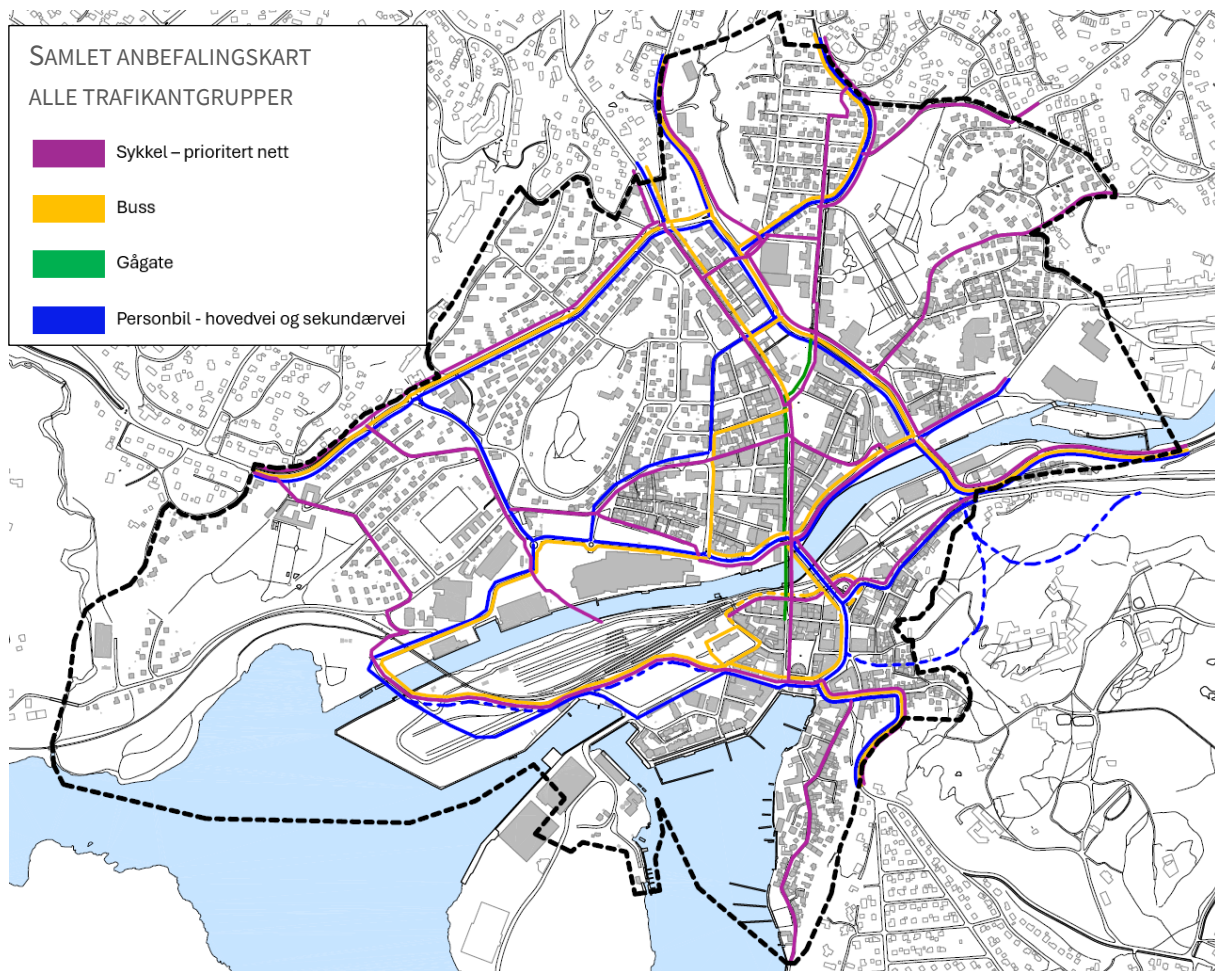 SAMLET ANBEFALINGSKART
ALLE TRAFIKANTGRUPPER
Sykkel – prioritert nett
Buss
Gågate
Personbil - hovedvei og sekundærvei